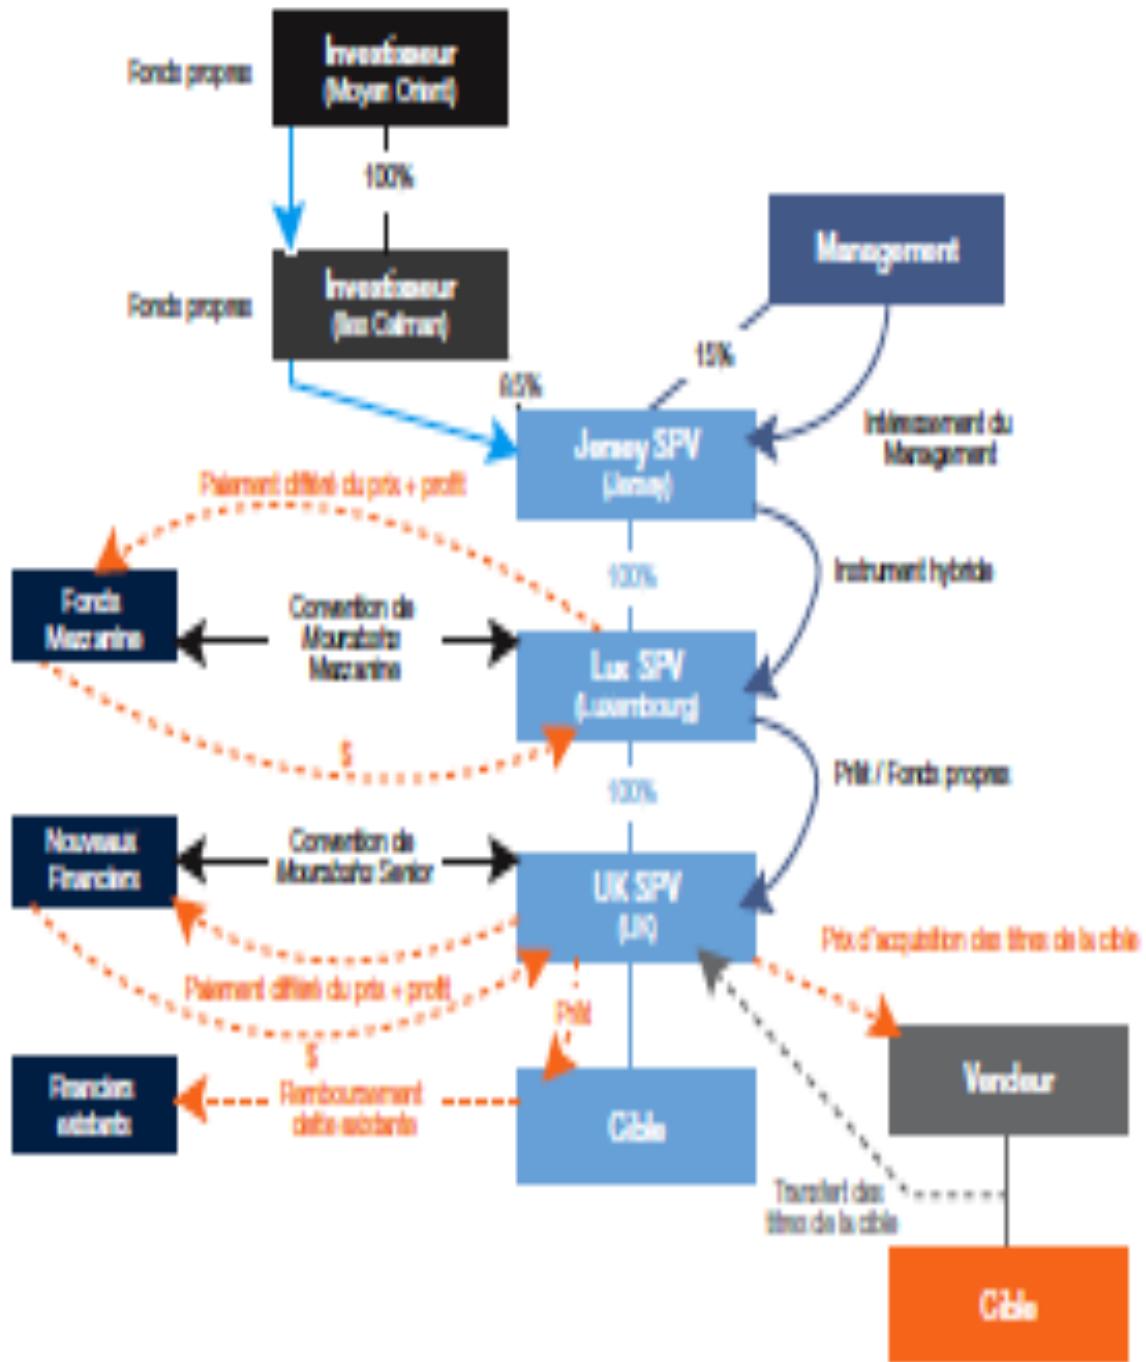 Fonds propres
Investisseur
(Moyen Orient)
100%
Fonds propres
Investisseur
(Iles Caïman)
Management
15%
85%
Jersey SPV
(Jersey)
Intéressement du
Management
Paiement différé du prix + profit
100%
Instrument hybride
Fonds
Mezzanine
Convention de
Mourabaha
Mezzanine
Lux SPV
(Luxembourg)
$
100%
Prêt / Fonds propres
Nouveaux
Financiers
Convention de
Mourabaha Senior
UK SPV
(UK)
Prix d'acquisition des titres de la cible
Paiement différé du prix + profit
Prêt
$
Financiers
existants
Remboursement
dette existante
Cible
Vendeur
Transfert des
titres de la cible
Cible